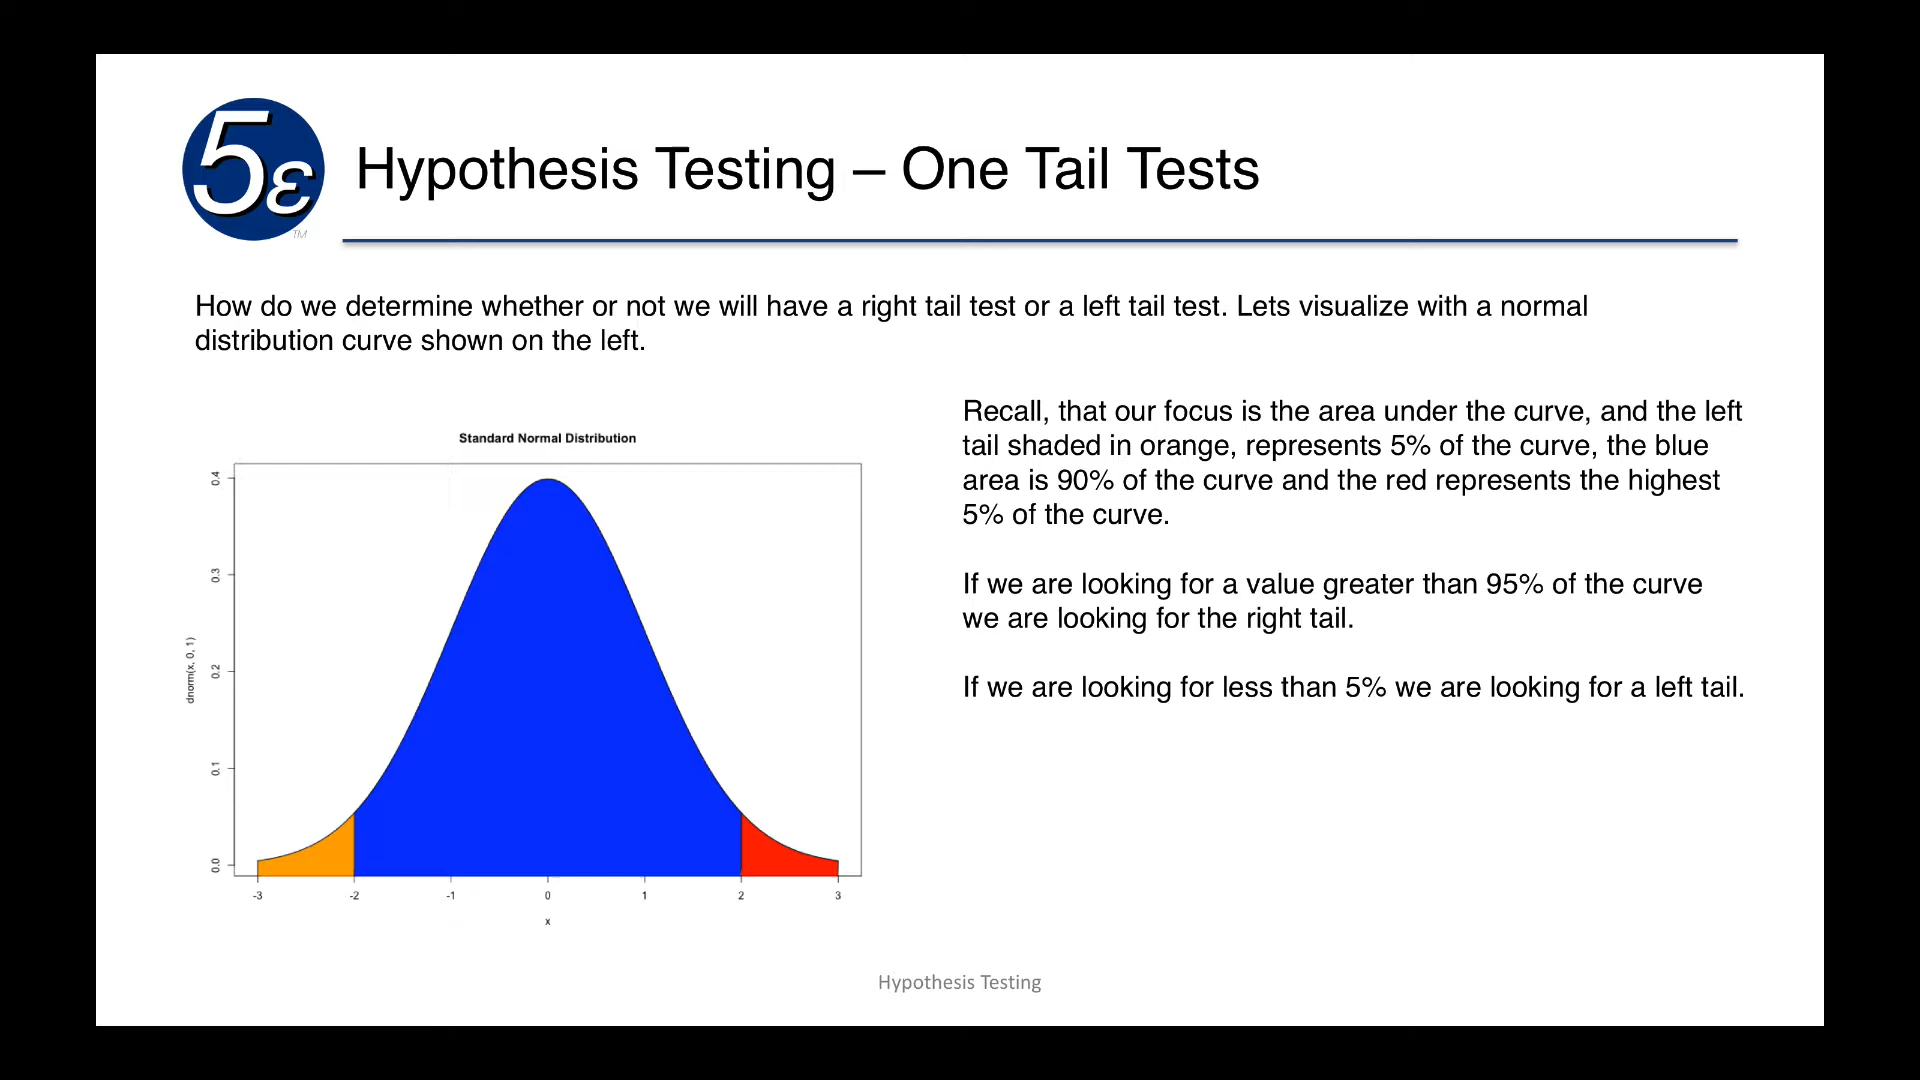 5ε
TM
Hypothesis Testing – One Tail Tests
How do we determine whether or not we will have a right tail test or a left tail test. Lets visualize with a normal
distribution curve shown on the left.
Standard Normal Distribution
dnorm(x, 0, 1)
0.4
0.3
0.2
0.1
0.0
-3 -2 -1 0 1 2 3
x
Recall, that our focus is the area under the curve, and the left
tail shaded in orange, represents 5% of the curve, the blue
area is 90% of the curve and the red represents the highest
5% of the curve.
If we are looking for a value greater than 95% of the curve
we are looking for the right tail.
If we are looking for less than 5% we are looking for a left tail.
Hypothesis Testing